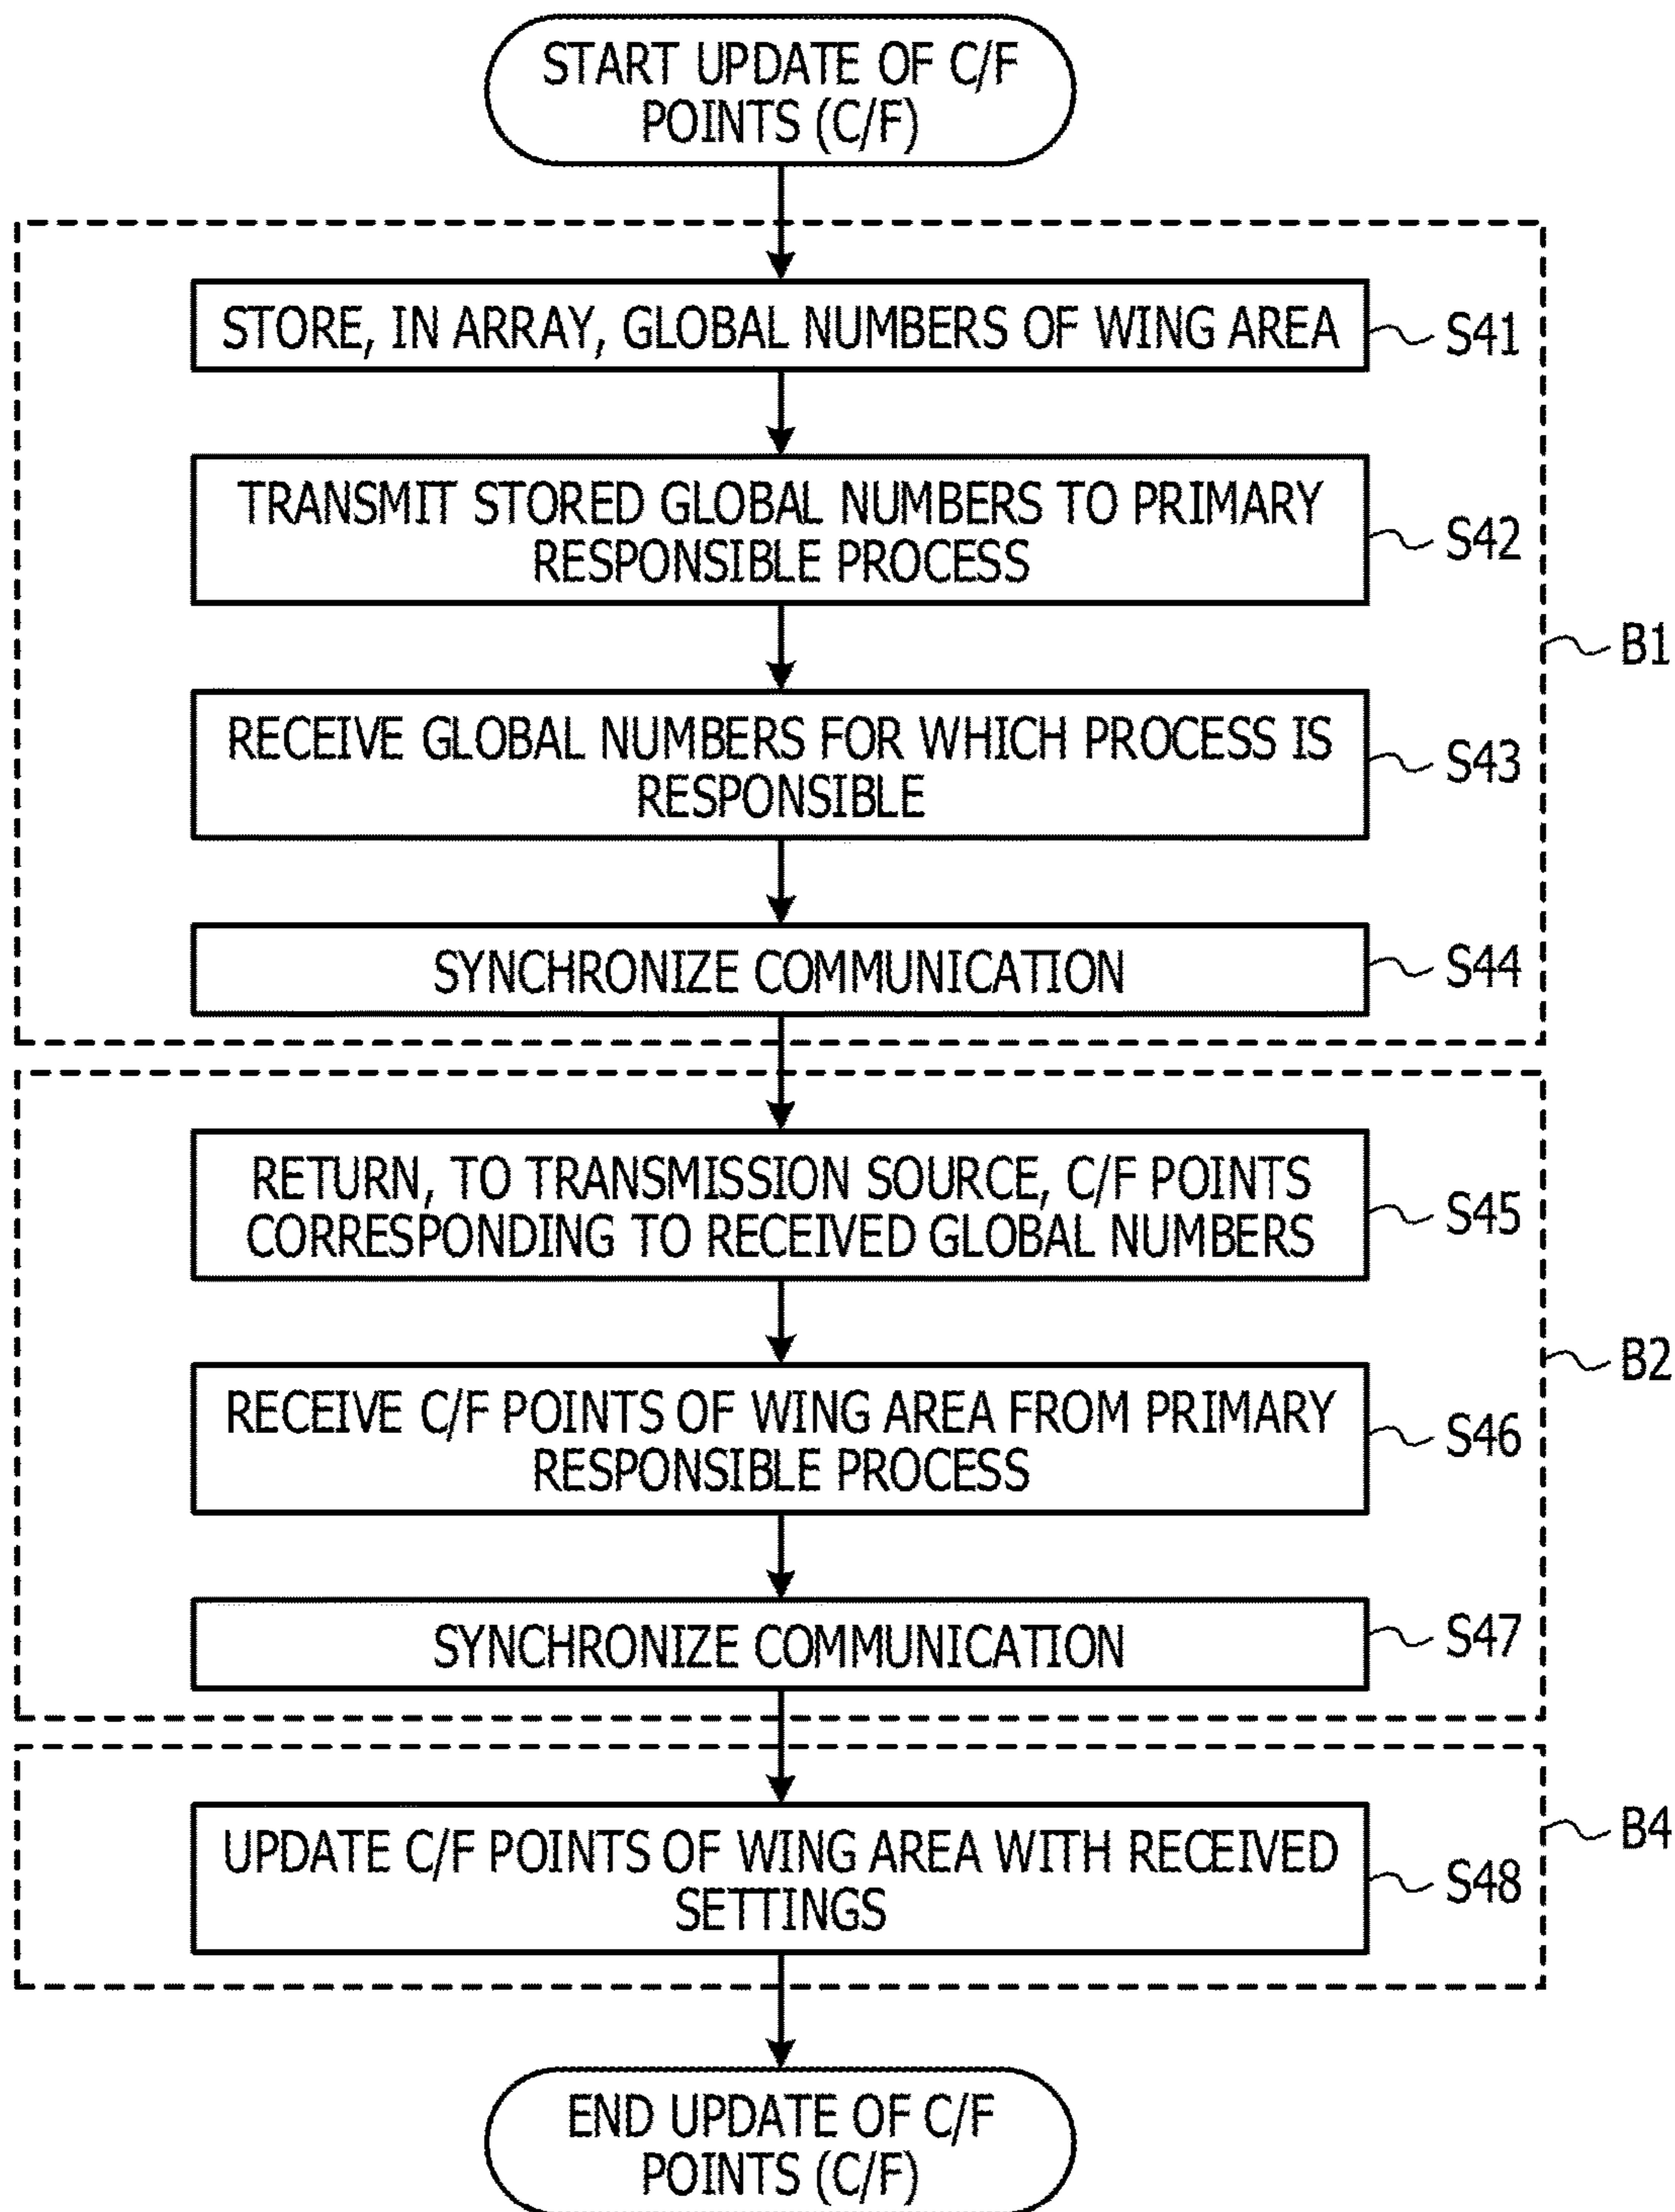 START UPDATE OF C/F
POINTS (C/F)
STORE, IN ARRAY, GLOBAL NUMBERS OF WING AREA
S41
TRANSMIT STORED GLOBAL NUMBERS TO PRIMARY
RESPONSIBLE PROCESS
S42
B1
RECEIVE GLOBAL NUMBERS FOR WHICH PROCESS IS
RESPONSIBLE
S43
SYNCHRONIZE COMMUNICATION
S44
RETURN, TO TRANSMISSION SOURCE, C/F POINTS
CORRESPONDING TO RECEIVED GLOBAL NUMBERS
S45
B2
RECEIVE C/F POINTS OF WING AREA FROM PRIMARY
RESPONSIBLE PROCESS
S46
SYNCHRONIZE COMMUNICATION
S47
B4
UPDATE C/F POINTS OF WING AREA WITH RECEIVED
SETTINGS
S48
END UPDATE OF C/F
POINTS (C/F)